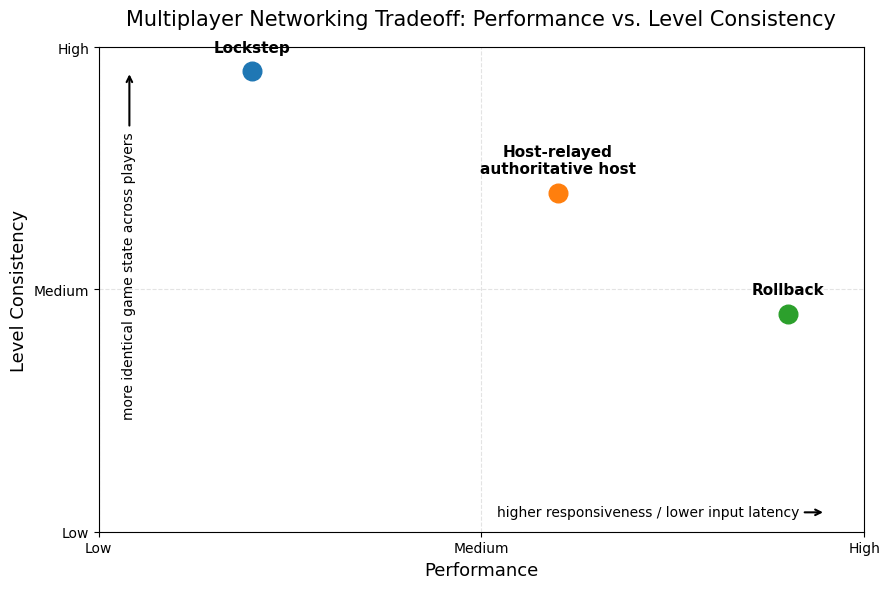 Multiplayer Networking Tradeoff: Performance vs. Level Consistency
High
Lockstep
Host-relayed
authoritative host
more identical game state across players
Level Consistency
Medium
Rollback
higher responsiveness / lower input latency
Low
Low
Medium
High
Performance